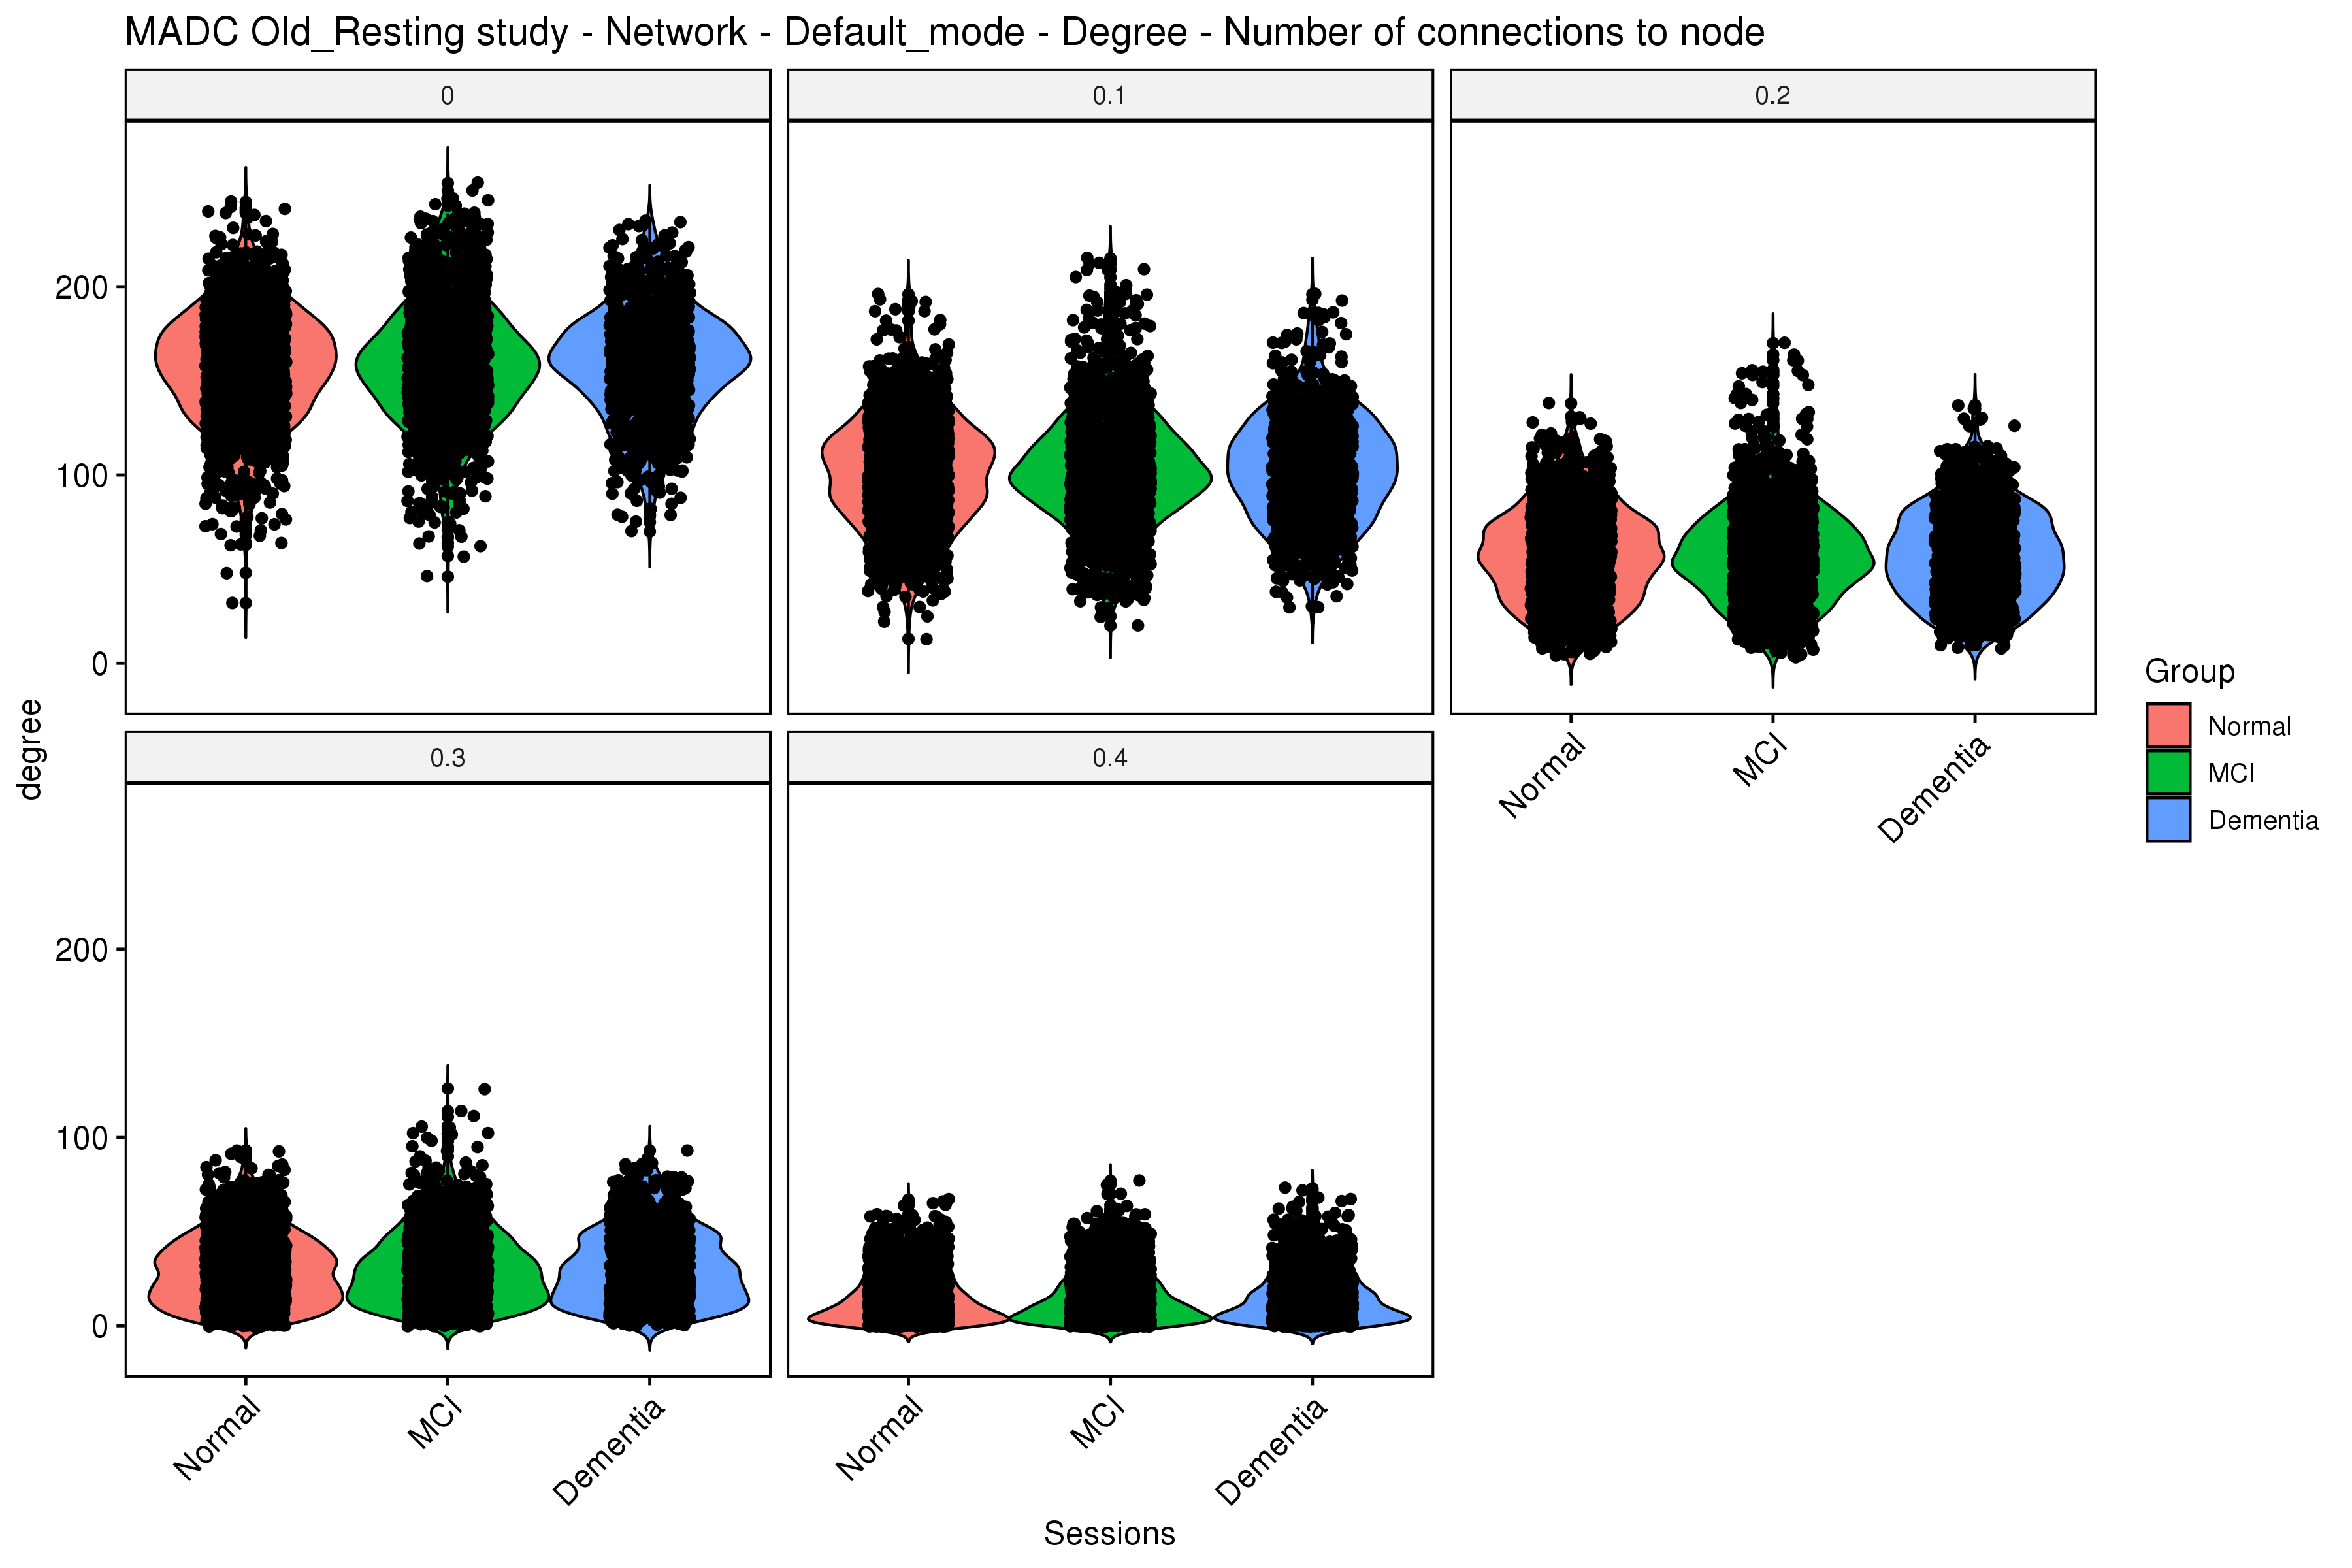 MADC Old_Resting study - Network - Default_mode - Degree - Number of connections to node
0
0.1
0.2
200
100
0
degree
Normal
MCI
Dementia
Group
Normal
MCI
Dementia
0.3
0.4
200
100
0
Normal
MCI
Dementia
Normal
MCI
Dementia
Sessions